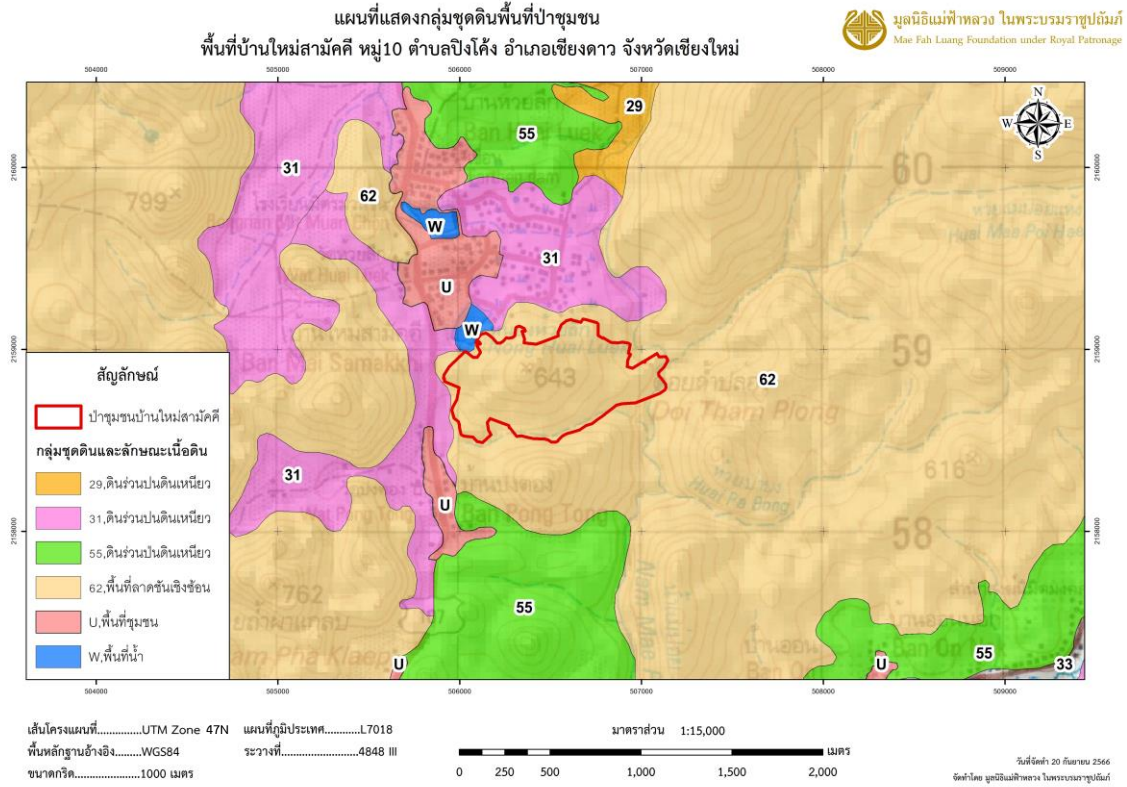 แผนที่แสดงกลุ่มชุดดินพื้นที่ป่าชุมชน
พื้นที่บ้านใหม่สามัคคี หมู่10 ตำบลปิงโค้ง อำเภอเชียงดาว จังหวัดเชียงใหม่
มูลนิธิแม่ฟ้าหลวง ในพระบรมราชูปถัมภ์
Mae Fah Luang Foundation under Royal Patronage
504000 505000 506000 507000 508000 509000
N
W E
S
29
55
Ban Huai Luek
2160000 31 60 2160000
62
799
W
31
U
W
2159000 59 2159000
Ban Mai Samakkhi
643
62
Doi Tham Plong
31
616
Huai Pa Bong
U
Ban Pong Tong
2158000 58 2158000
762
55
U
U
Ban On
55
33
สัญลักษณ์
ป่าชุมชนบ้านใหม่สามัคคี
กลุ่มชุดดินและลักษณะเนื้อดิน
29,ดินร่วนปนดินเหนียว
31,ดินร่วนปนดินเหนียว
55,ดินร่วนปนดินเหนียว
62,พื้นที่ลาดชันเชิงซ้อน
U,พื้นที่ชุมชน
W,พื้นที่น้ำ
504000 505000 506000 507000 508000 509000
เส้นโครงแผนที่...............UTM Zone 47N แผนที่ภูมิประเทศ............L7018
พื้นหลักฐานอ้างอิง.........WGS84 ระวางที่.........................4848 III
ขนาดกริด......................1000 เมตร
มาตราส่วน 1:15,000
เมตร
0 250 500 1,000 1,500 2,000
วันที่จัดทำ 20 กันยายน 2566
จัดทำโดย มูลนิธิแม่ฟ้าหลวง ในพระบรมราชูปถัมภ์